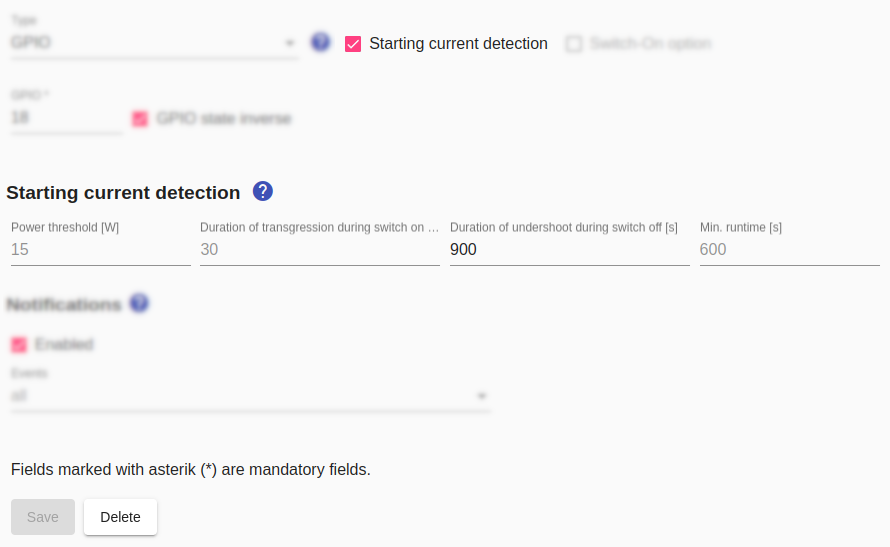 Type
GPIO
Starting current detection
Switch-On option
GPIO *
18
GPIO state inverse
Starting current detection
Power threshold [W]
Duration of transgression during switch on …
Duration of undershoot during switch off [s]
Min. runtime [s]
15
30
900
600
Notifications
Enabled
Events
all
Fields marked with asterik (*) are mandatory fields.
Save
Delete